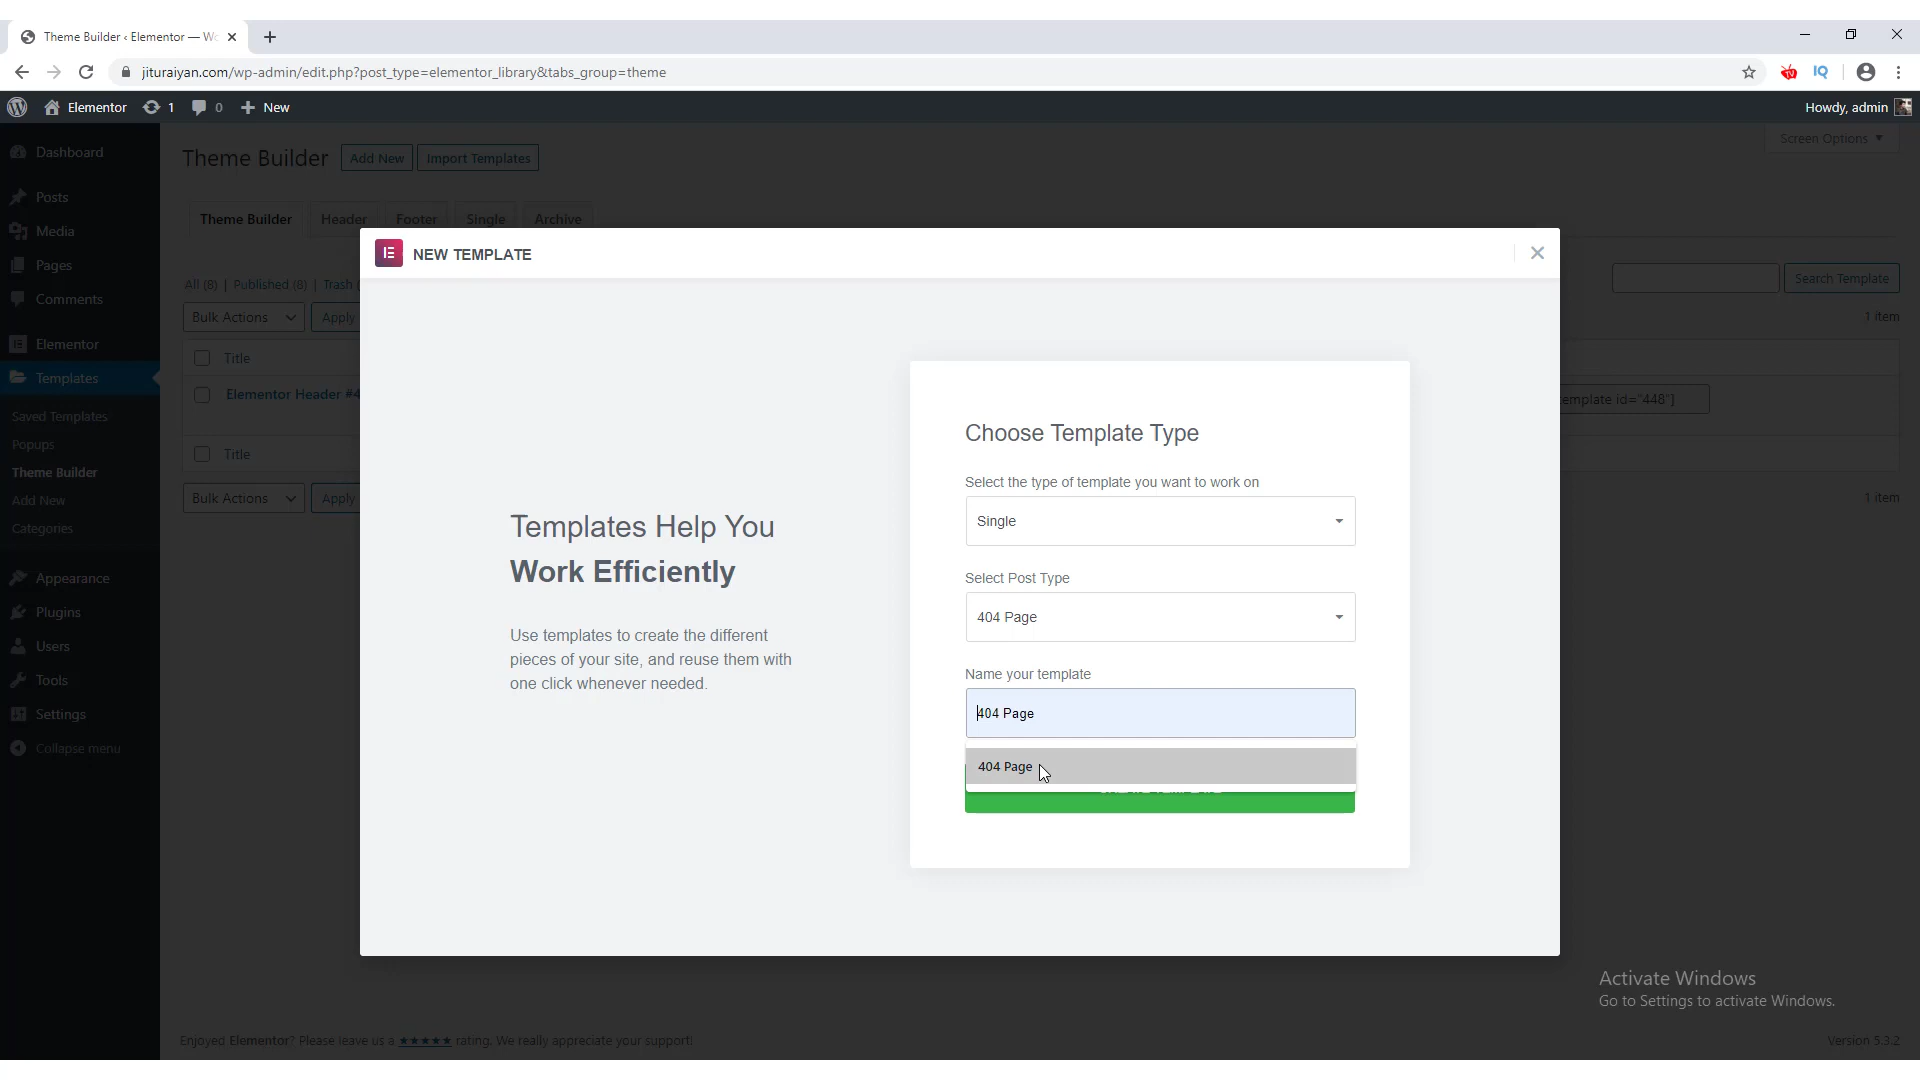 Theme Builder ‹ Elementor — Wo
jituraiyan.com/wp-admin/edit.php?post_type=elementor_library&tabs_group=theme
IQ
Elementor 1 0 New
Howdy, admin
Screen Options
Dashboard
Posts
Media
Pages
Comments
Elementor
Templates
Saved Templates
Popups
Theme Builder
Add New
Categories
Appearance
Plugins
Users
Tools
Settings
Collapse menu
Theme Builder Add New Import Templates
Theme Builder Header Footer Single Archive
All (8) | Published (8) | Trash (
Search Template
Bulk Actions Apply
1 item
Title
Elementor Header #4
emplate id="448"]
Title
Bulk Actions Apply
1 item
NEW TEMPLATE
Templates Help You
Work Efficiently
Use templates to create the different
pieces of your site, and reuse them with
one click whenever needed.
Choose Template Type
Select the type of template you want to work on
Single
Select Post Type
404 Page
Name your template
404 Page
404 Page
Activate Windows
Go to Settings to activate Windows.
Enjoyed Elementor? Please leave us a ★★★★★ rating. We really appreciate your support!
Version 5.3.2